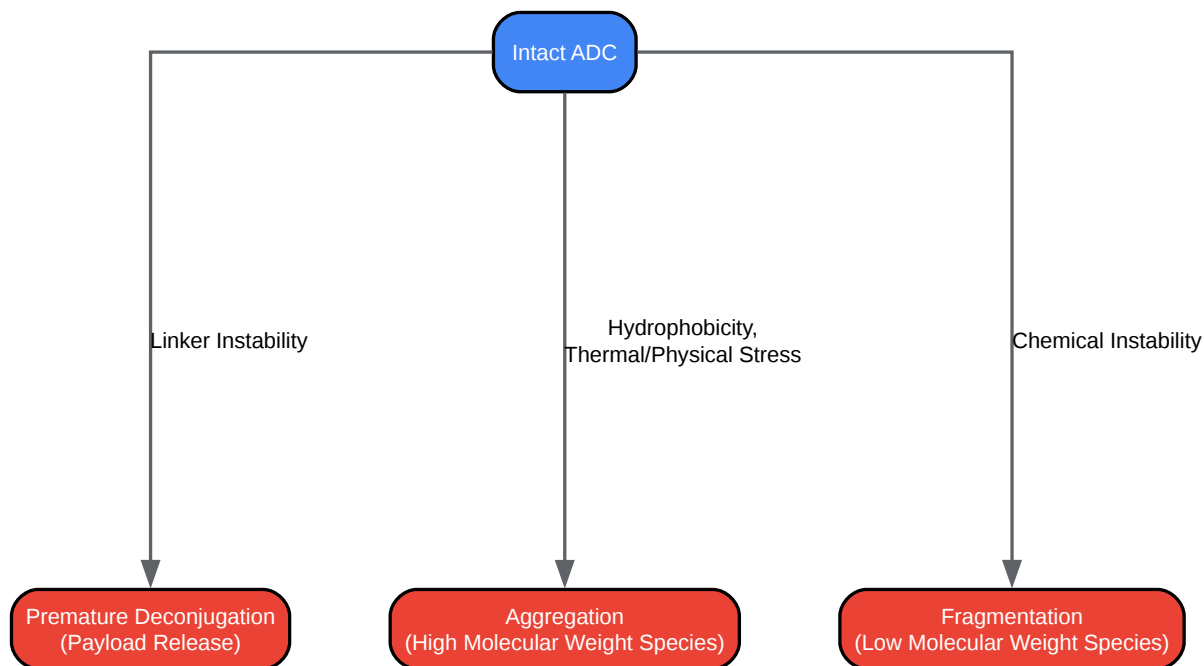 Intact ADC
Linker Instability
Hydrophobicity,
Thermal/Physical Stress
Chemical Instability
Premature Deconjugation
(Payload Release)
Aggregation
(High Molecular Weight Species)
Fragmentation
(Low Molecular Weight Species)